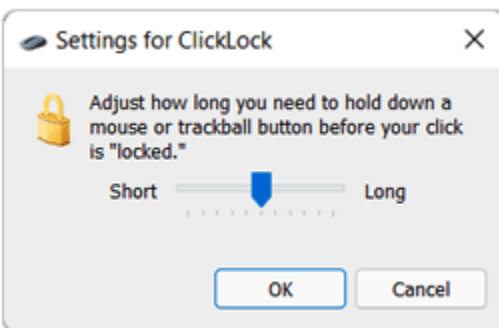 Settings for ClickLock
Adjust how long you need to hold down a
mouse or trackball button before your click
is "locked."
Short Long
OK Cancel